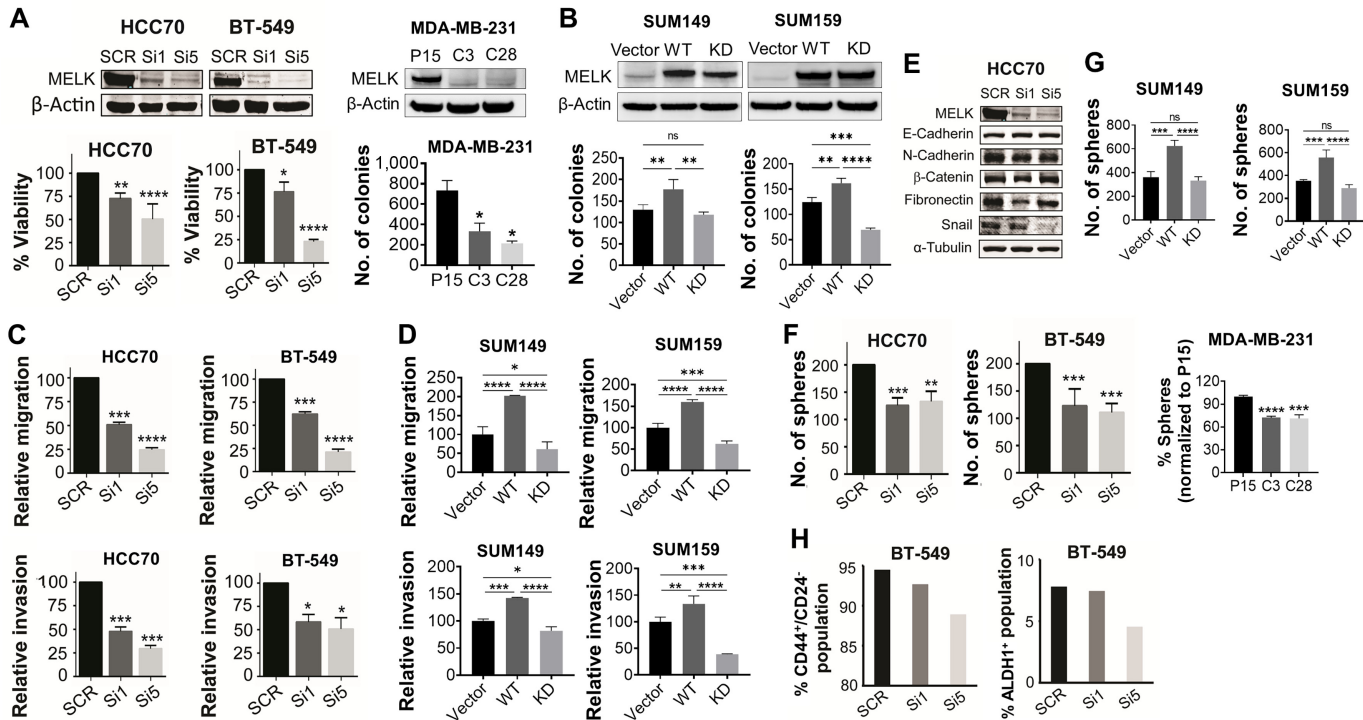 A
HCC70 BT-549
SCR Si1 Si5 SCR Si1 Si5
MELK
β-Actin
MDA-MB-231
P15 C3 C28
MELK
β-Actin
HCC70
% Viability
100
75
50
25
0
** ****
SCR Si1 Si5
BT-549
% Viability
100
75
50
25
0
* ****
SCR Si1 Si5
MDA-MB-231
No. of colonies
1,000
800
600
400
200
0
* *
P15 C3 C28
B
SUM149 SUM159
Vector WT KD Vector WT KD
MELK
β-Actin
No. of colonies
200
150
100
50
0
ns
** **
Vector WT KD
No. of colonies
200
150
100
50
0
***
** ****
Vector WT KD
E
HCC70
SCR Si1 Si5
MELK
E-Cadherin
N-Cadherin
β-Catenin
Fibronectin
Snail
α-Tubulin
G
SUM149
No. of spheres
800
600
400
200
0
ns
*** ****
Vector WT KD
SUM159
No. of spheres
800
600
400
200
0
ns
*** ****
Vector WT KD
C
HCC70
Relative migration
100
75
50
25
0
*** ****
SCR Si1 Si5
BT-549
Relative migration
100
75
50
25
0
*** ****
SCR Si1 Si5
HCC70
Relative invasion
100
75
50
25
0
*** ***
SCR Si1 Si5
BT-549
Relative invasion
100
75
50
25
0
* *
SCR Si1 Si5
D
SUM149
Relative migration
250
200
150
100
50
0
*
**** ****
Vector WT KD
SUM159
Relative migration
200
150
100
50
0
***
**** ****
Vector WT KD
SUM149
Relative invasion
200
150
100
50
0
*
*** ****
Vector WT KD
SUM159
Relative invasion
200
150
100
50
0
***
** ****
Vector WT KD
F
HCC70
No. of spheres
200
150
100
50
0
*** **
SCR Si1 Si5
BT-549
No. of spheres
200
150
100
50
0
*** ***
SCR Si1 Si5
MDA-MB-231
% Spheres
(normalized to P15)
120
90
60
30
0
**** ***
P15 C3 C28
H
BT-549
% CD44+/CD24-
population
95
90
85
80
SCR Si1 Si5
BT-549
% ALDH1+ population
10
5
0
SCR Si1 Si5